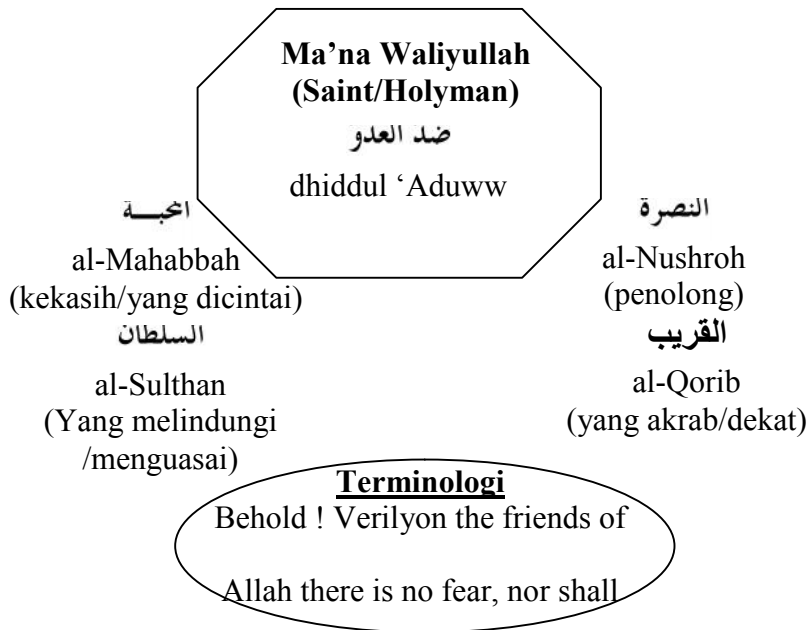 Ma’na Waliyullah
(Saint/Holyman)
ضد العدو
dhiddul ‘Aduww
المحبــة
al-Mahabbah
(kekasih/yang dicintai)
السلطان
al-Sulthan
(Yang melindungi
/menguasai)
النصرة
al-Nushroh
(penolong)
القريب
al-Qorib
(yang akrab/dekat)
Terminologi
Behold ! Verilyon the friends of
Allah there is no fear, nor shall